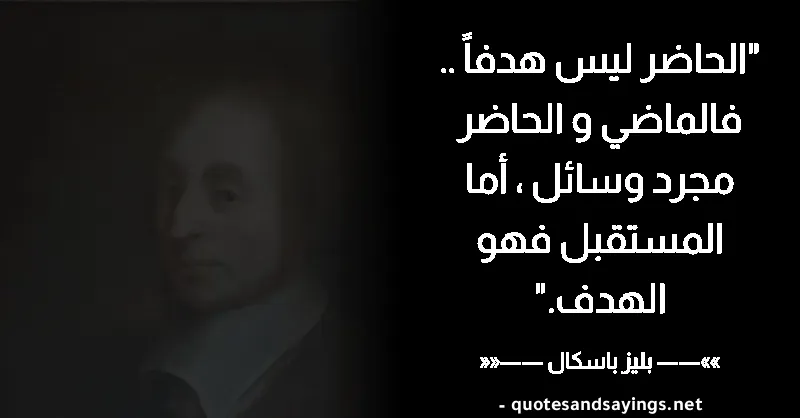 "الحاضر ليس هدفاً ..
فالماضي و الحاضر
مجرد وسائل ، أما
المستقبل فهو
الهدف."
»»—— بليز باسكال ——««
- quotesandsayings.net